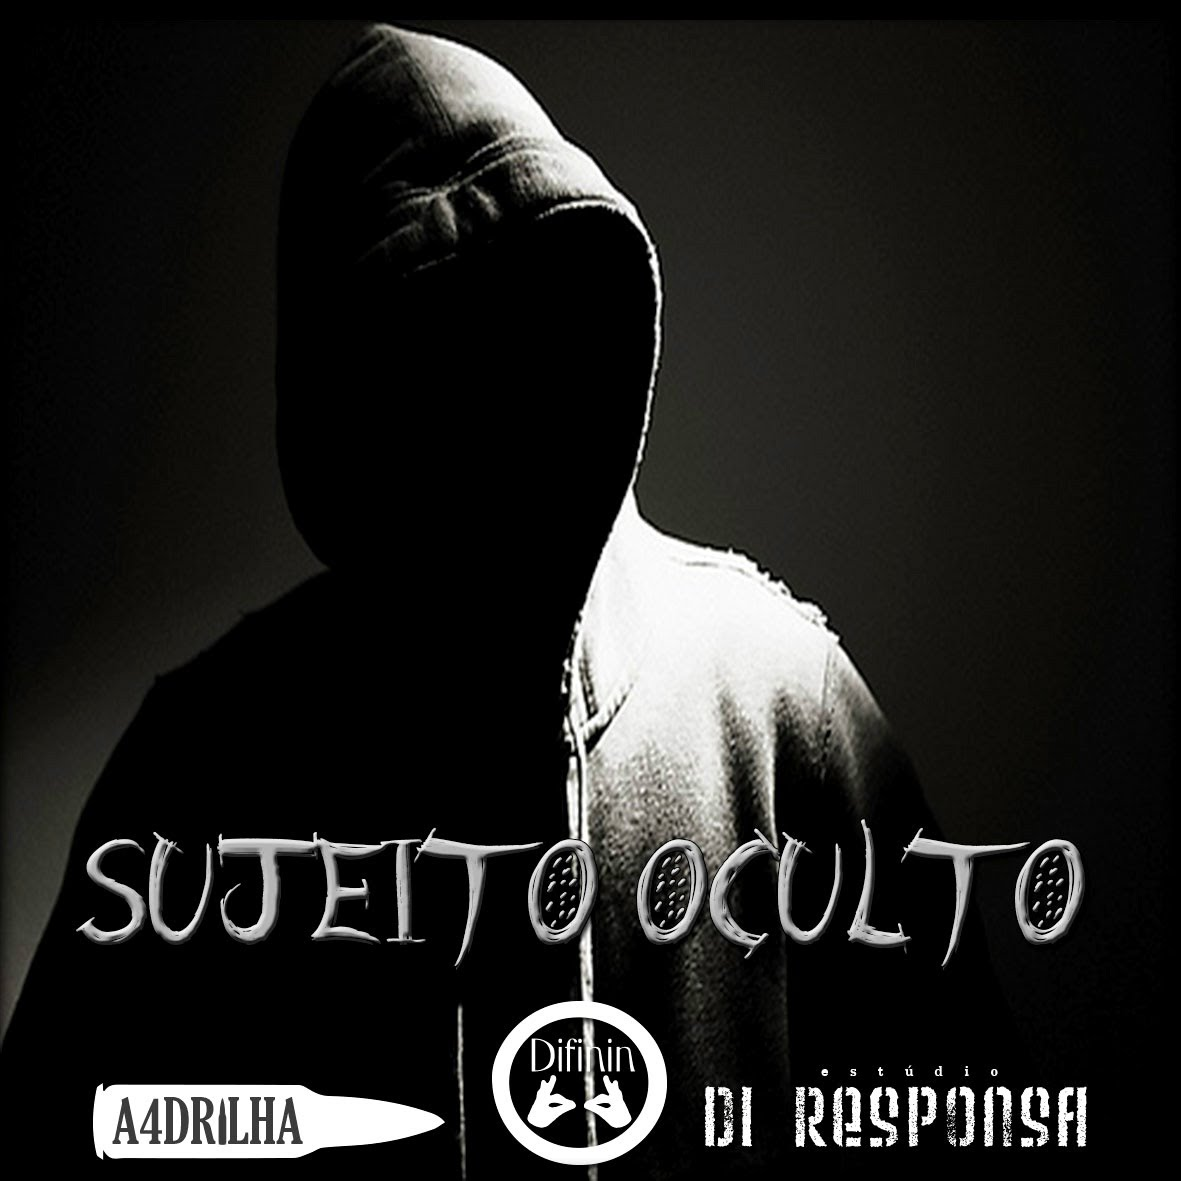 SUJEITO OCULTO
Difinin
A4DRILHA
estúdio
DI RESPONSA